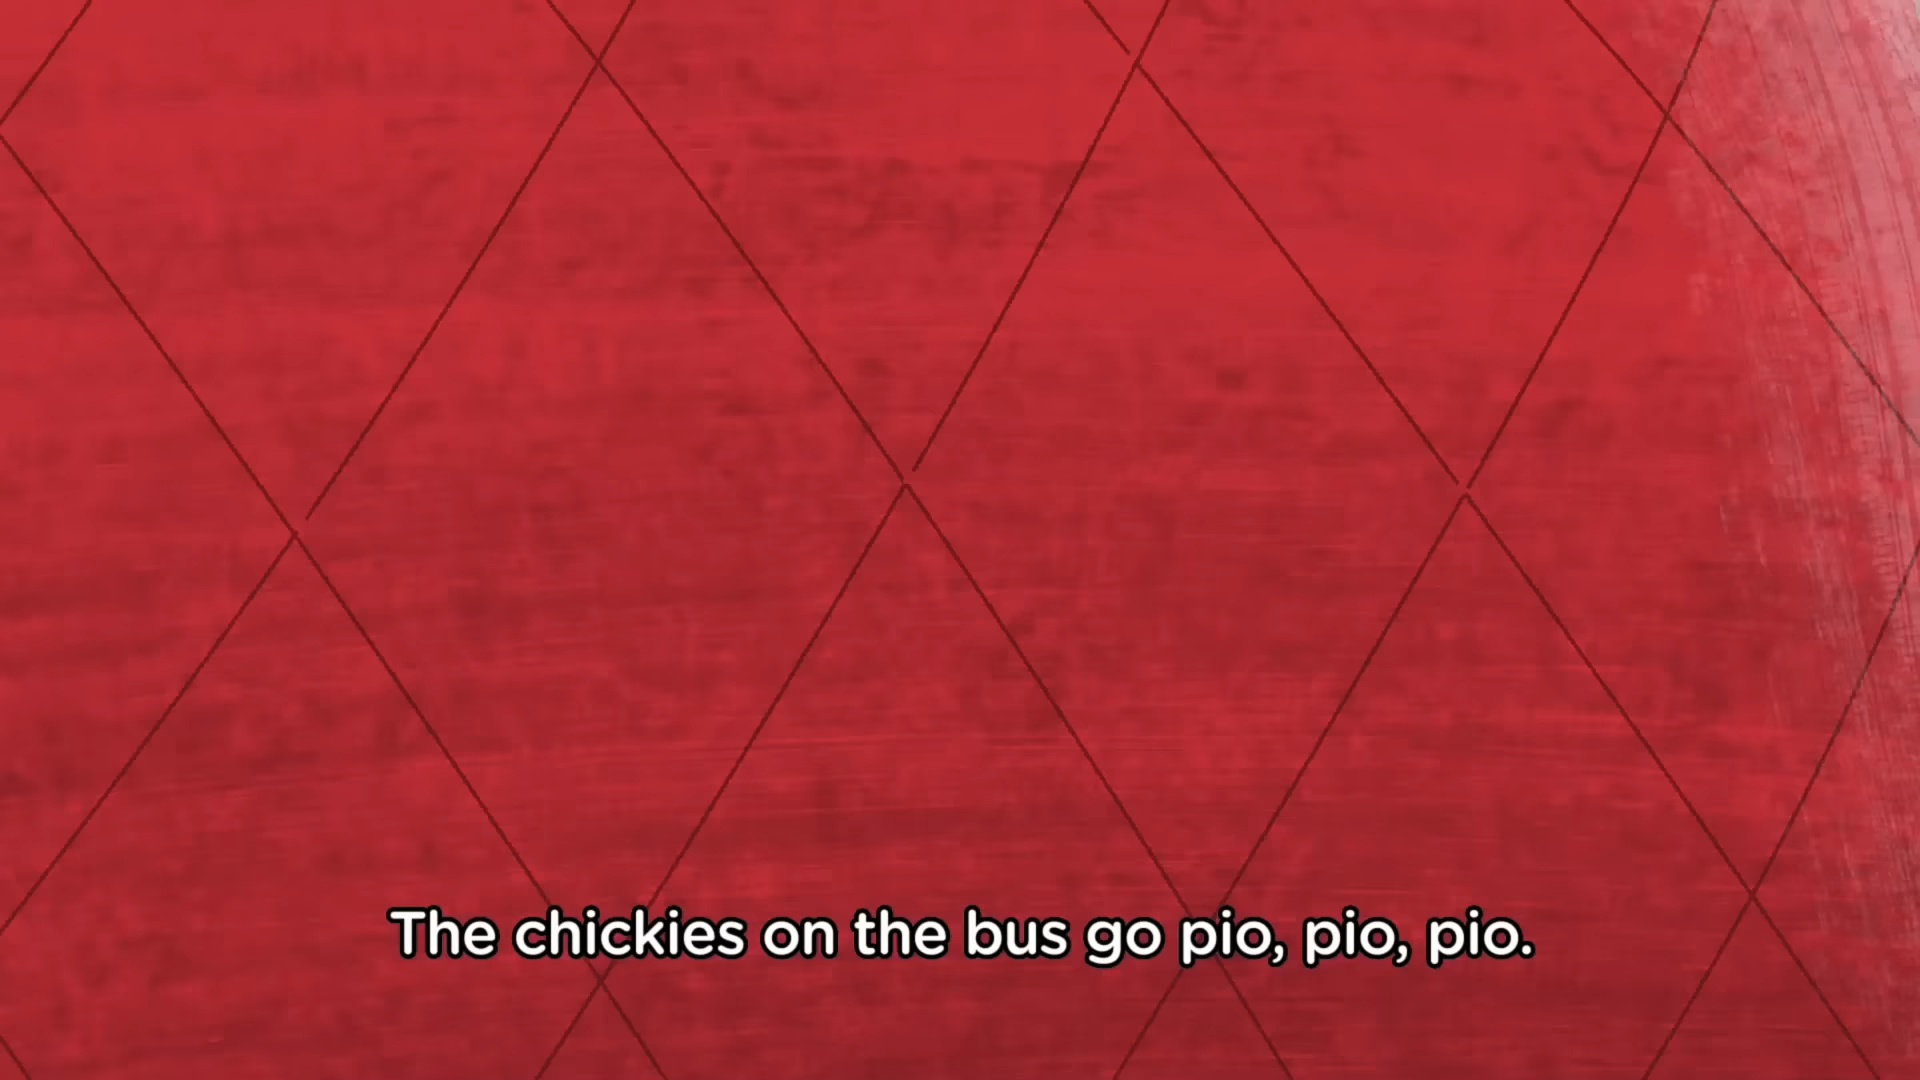 The chickies on the bus go pio, pio, pio.